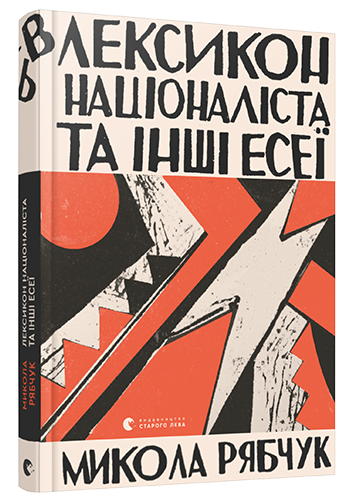 ЛЕКСИКОН
НАЦІОНАЛІСТА
ТА ІНШІ ЕСЕЇ
ВИДАВНИЦТВО
СТАРОГО ЛЕВА
МИКОЛА РЯБЧУК
МИКОЛА
РЯБЧУК
ЛЕКСИКОН НАЦІОНАЛІСТА
ТА ІНШІ ЕСЕЇ